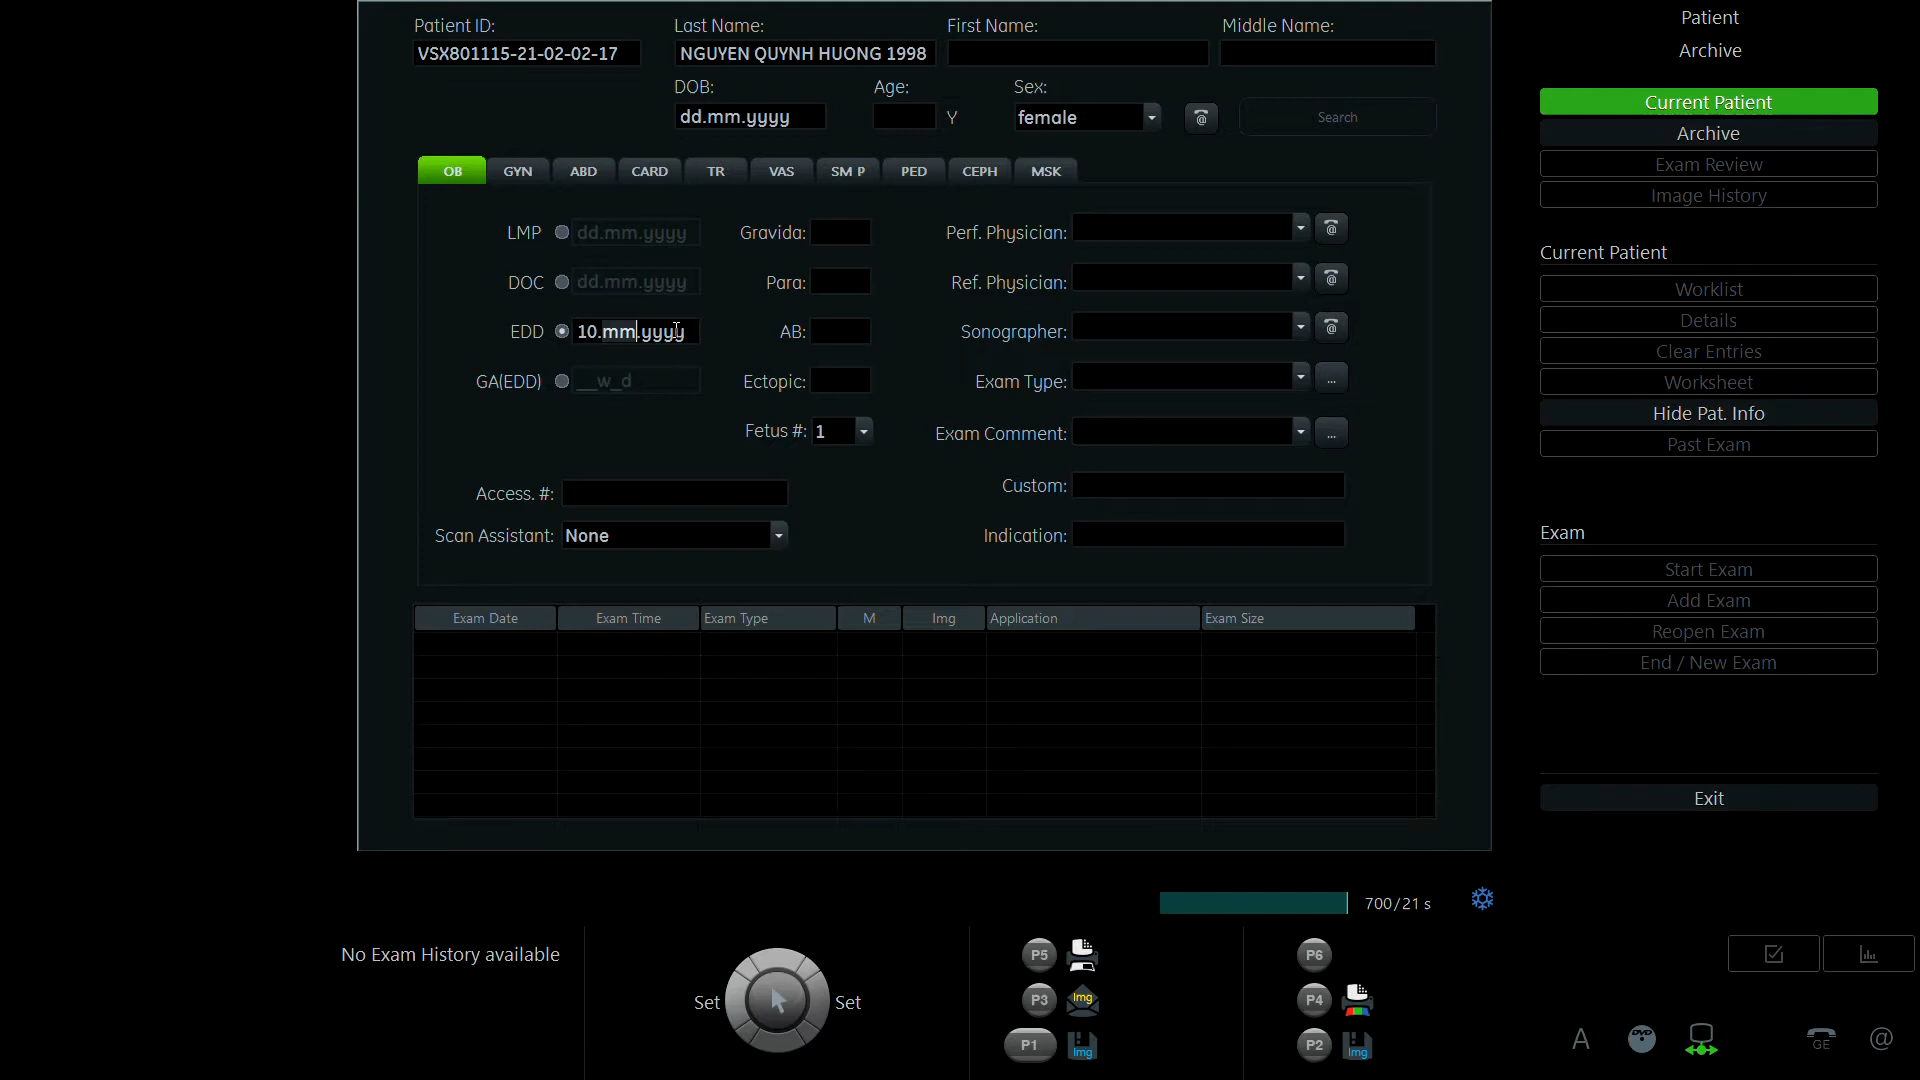 Patient ID: Last Name: First Name: Middle Name:
VSX801115-21-02-02-17 NGUYEN QUYNH HUONG 1998
DOB: Age: Sex:
dd.mm.yyyy Y female Search
OB GYN ABD CARD TR VAS SM P PED CEPH MSK
LMP dd.mm.yyyy Gravida: Perf. Physician:
DOC dd.mm.yyyy Para: Ref. Physician:
EDD 10.mm.yyyy AB: Sonographer:
GA(EDD) __w_d Ectopic: Exam Type: ...
Fetus #: 1 Exam Comment: ...
Access. #: Custom:
Scan Assistant: None Indication:
Exam Date Exam Time Exam Type M Img Application Exam Size
Patient
Archive
Current Patient
Archive
Exam Review
Image History
Current Patient
Worklist
Details
Clear Entries
Worksheet
Hide Pat. Info
Past Exam
Exam
Start Exam
Add Exam
Reopen Exam
End / New Exam
Exit
700/21 s
No Exam History available
Set Set
P5 P6
P3 Img P4
P1 Img P2 Img
A DVD GE @